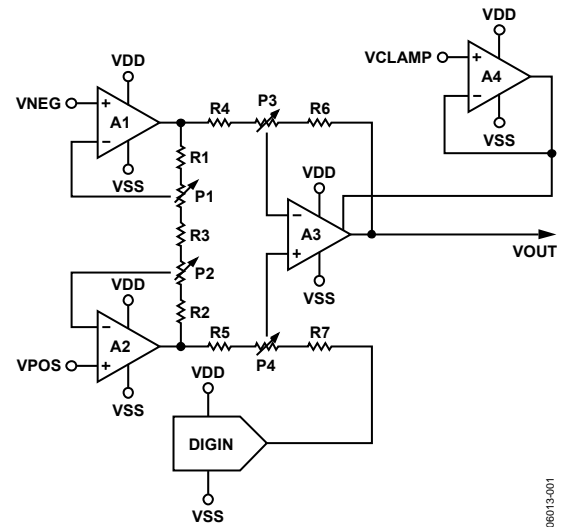 VDD
VCLAMP
+
A4
−
VSS
VDD
VNEG
+
A1
−
VSS
R4
P3
R6
R1
P1
R3
P2
R2
VDD
−
A3
+
VSS
VOUT
VDD
−
A2
+
VPOS
VSS
R5
P4
R7
VDD
DIGIN
VSS
06013-001